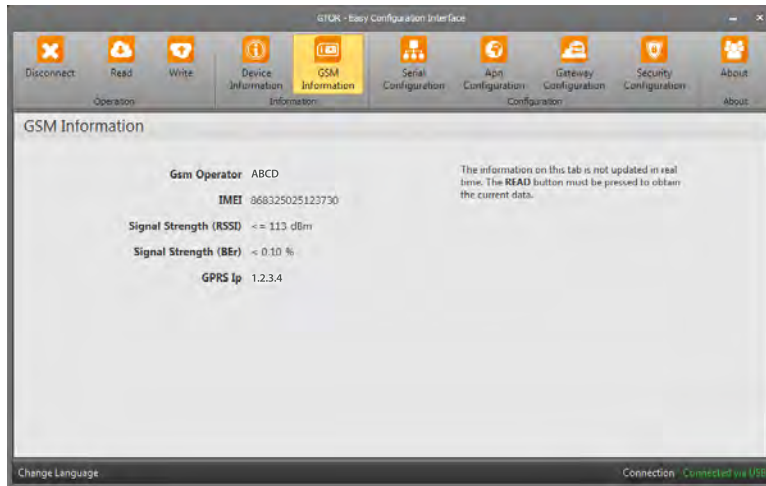 GTOR - Easy Configuration Interface
Disconnect Read Write Device Information GSM Information Serial Configuration Apn Configuration Gateway Configuration Security Configuration About
Operation Information Configuration About
GSM Information
Gsm Operator ABCD
IMEI 868325025123730
Signal Strength (RSSI) <= 113 dBm
Signal Strength (BEr) < 0.10 %
GPRS Ip 1.2.3.4
The information on this tab is not updated in real
time. The READ button must be pressed to obtain
the current data.
Change Language Connection Connected via USB